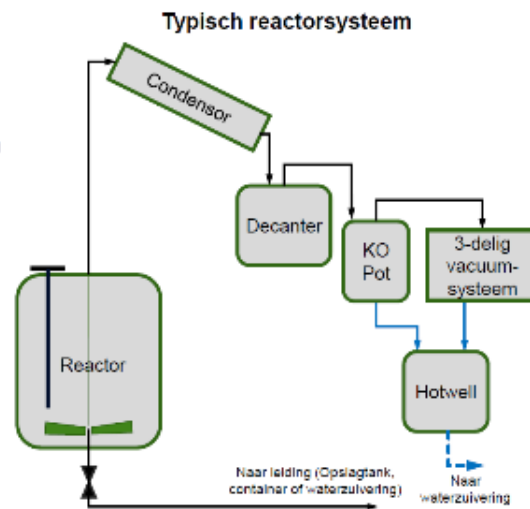 Typisch reactorsysteem
Condensor
Decanter
KO
Pot
3-delig
vacuum-
systeem
Reactor
Hotwell
Naar leiding (Opslagtank,
container of waterzuivering)
Naar
waterzuivering